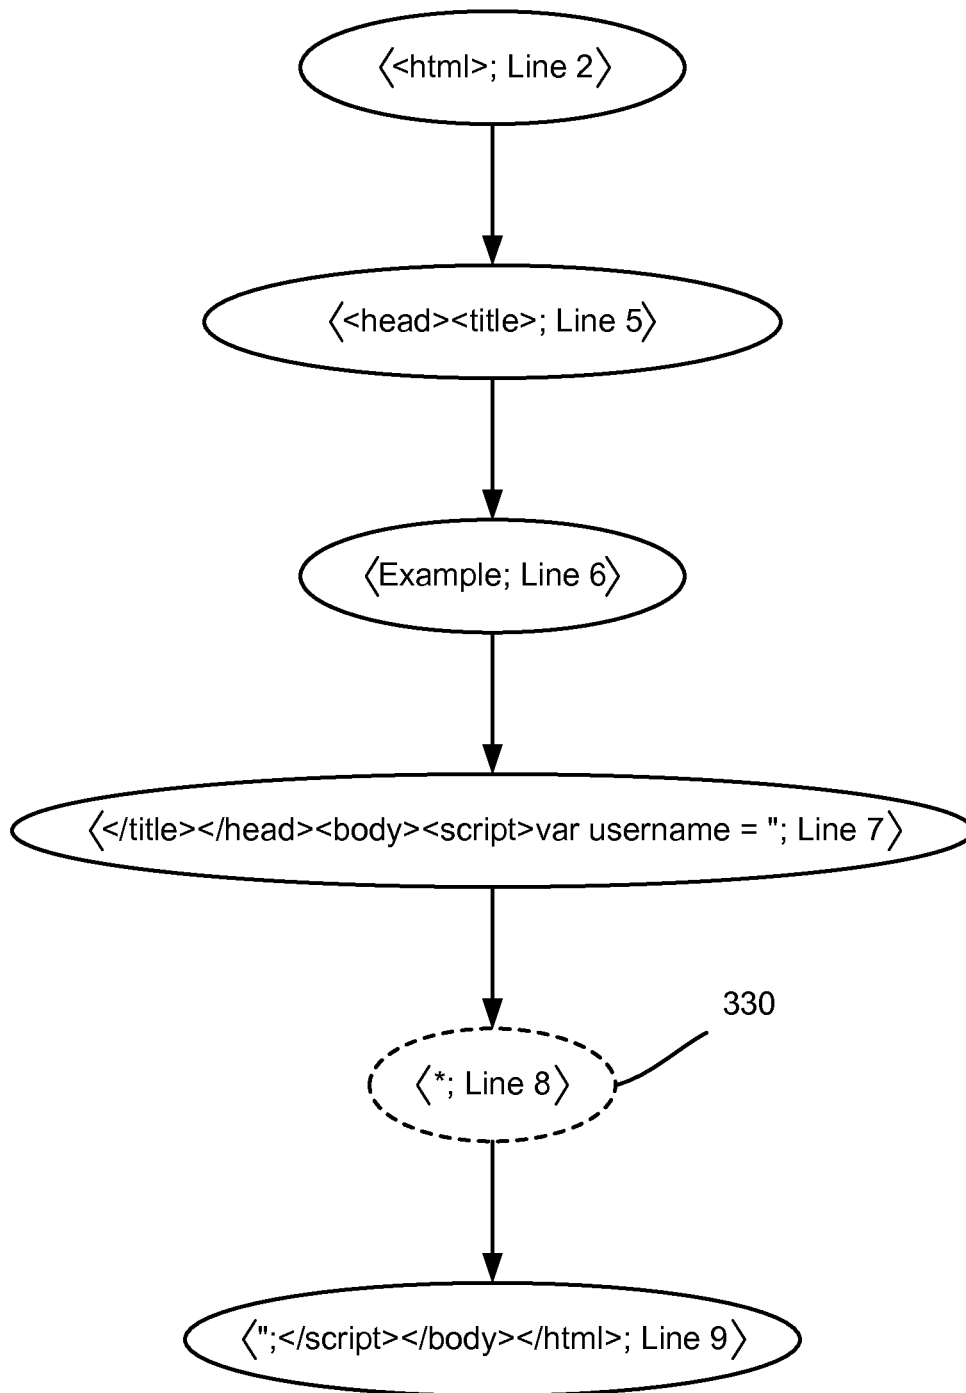 ⟨<html>; Line 2⟩
⟨<head><title>; Line 5⟩
⟨Example; Line 6⟩
⟨</title></head><body><script>var username = "; Line 7⟩
330
⟨*; Line 8⟩
⟨";</script></body></html>; Line 9⟩